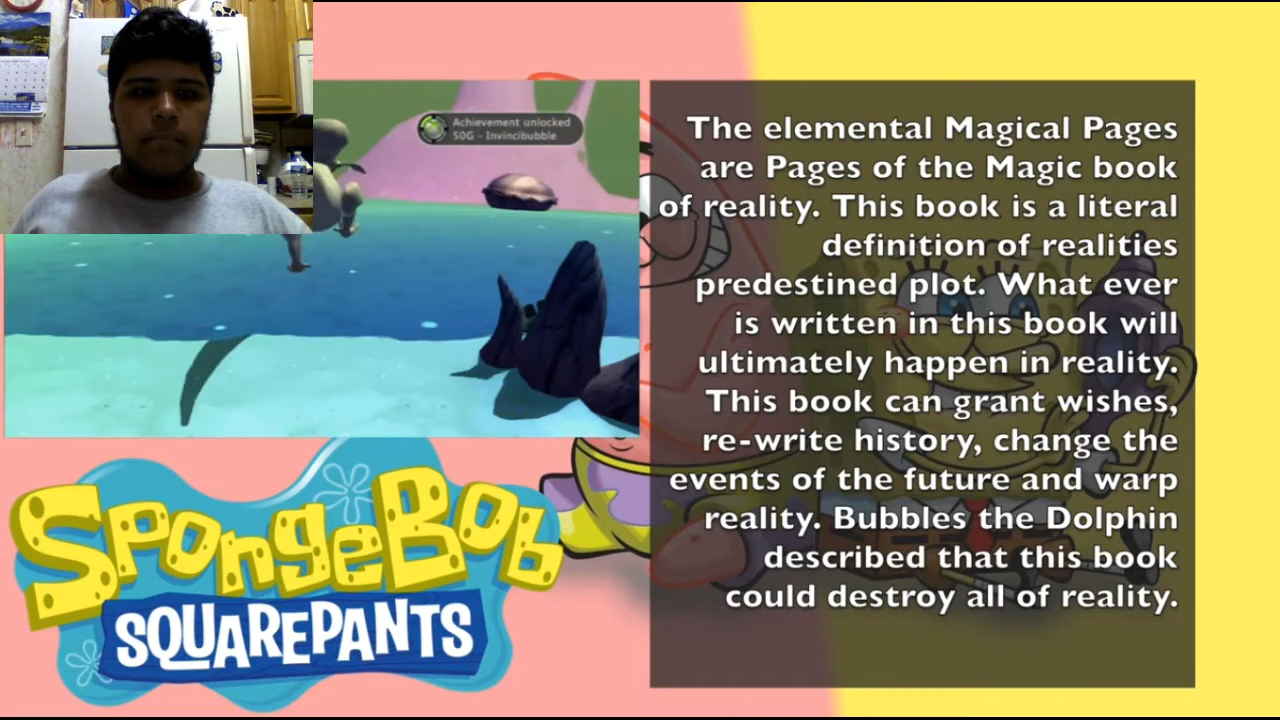 Achievement unlocked
50G - Invincibubble
The elemental Magical Pages
are Pages of the Magic book
of reality. This book is a literal
definition of realities
predestined plot. What ever
is written in this book will
ultimately happen in reality.
This book can grant wishes,
re-write history, change the
events of the future and warp
reality. Bubbles the Dolphin
described that this book
could destroy all of reality.
SpongeBob
SQUAREPANTS